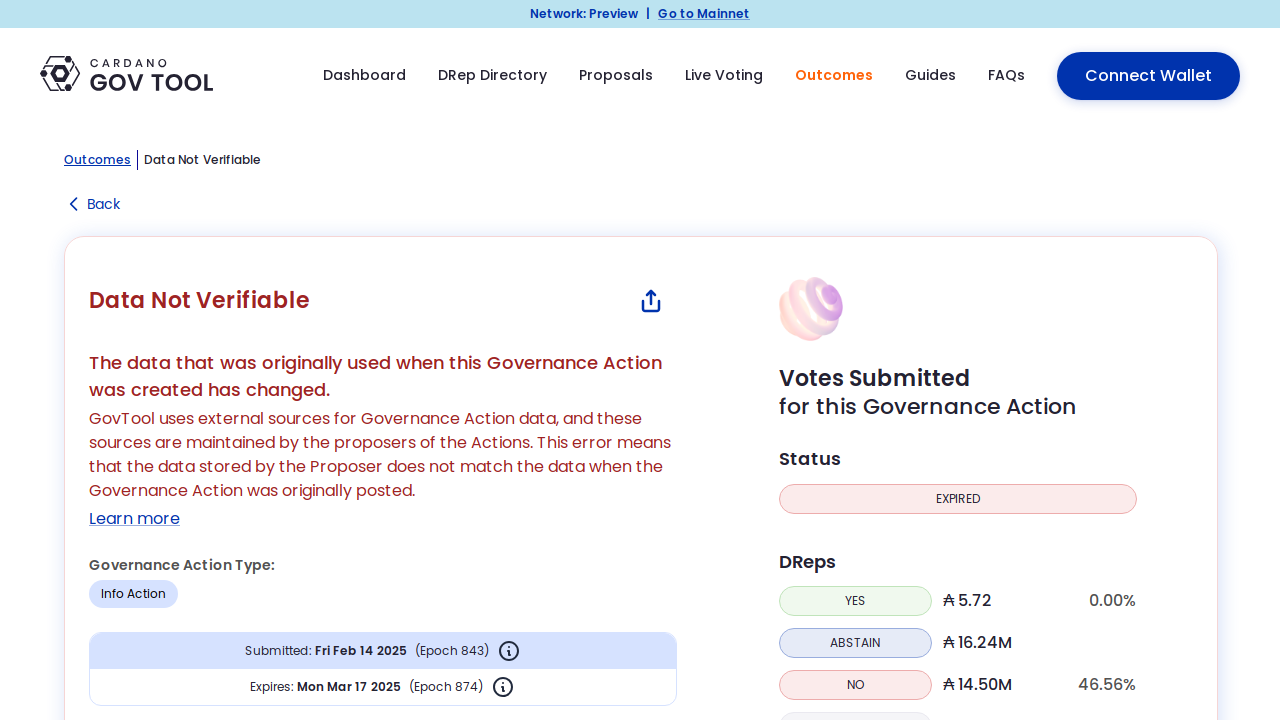 Network: Preview | Go to Mainnet
CARDANO
GOV TOOL
Dashboard
DRep Directory
Proposals
Live Voting
Outcomes
Guides
FAQs
Connect Wallet
Outcomes | Data Not Verifiable
Back
Data Not Verifiable
The data that was originally used when this Governance Action
was created has changed.
GovTool uses external sources for Governance Action data, and these
sources are maintained by the proposers of the Actions. This error means
that the data stored by the Proposer does not match the data when the
Governance Action was originally posted.
Learn more
Governance Action Type:
Info Action
Submitted: Fri Feb 14 2025 (Epoch 843)
Expires: Mon Mar 17 2025 (Epoch 874)
Votes Submitted
for this Governance Action
Status
EXPIRED
DReps
YES ₳ 5.72 0.00%
ABSTAIN ₳ 16.24M
NO ₳ 14.50M 46.56%